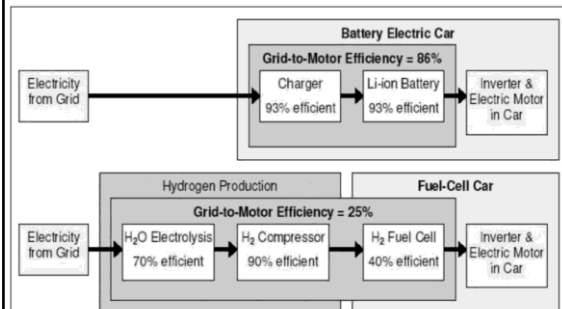 Battery Electric Car
Grid-to-Motor Efficiency = 86%
Electricity
from Grid
Charger
93% efficient
Li-ion Battery
93% efficient
Inverter &
Electric Motor
in Car
Hydrogen Production
Fuel-Cell Car
Grid-to-Motor Efficiency = 25%
Electricity
from Grid
H₂O Electrolysis
70% efficient
H₂ Compressor
90% efficient
H₂ Fuel Cell
40% efficient
Inverter &
Electric Motor
in Car